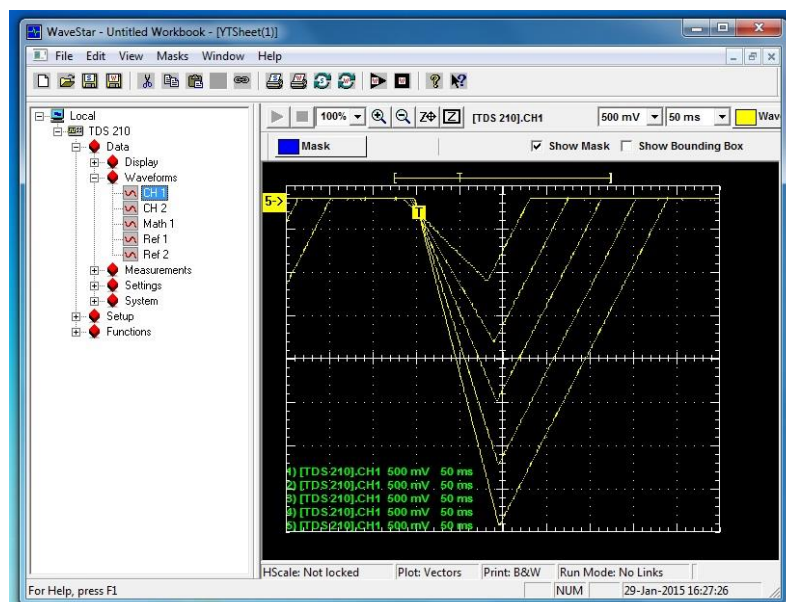 WaveStar - Untitled Workbook - [YTSheet(1)]
File Edit View Masks Window Help
100% [TDS 210].CH1 500 mV 50 ms Wav
Mask Show Mask Show Bounding Box
Local
TDS 210
Data
Display
Waveforms
CH 1
CH 2
Math 1
Ref 1
Ref 2
Measurements
Settings
System
Setup
Functions
5->
T
1) [TDS 210].CH1 500 mV 50 ms
2) [TDS 210].CH1 500 mV 50 ms
3) [TDS 210].CH1 500 mV 50 ms
4) [TDS 210].CH1 500 mV 50 ms
5) [TDS 210].CH1 500 mV 50 ms
HScale: Not locked Plot: Vectors Print: B&W Run Mode: No Links
For Help, press F1 NUM 29-Jan-2015 16:27:26